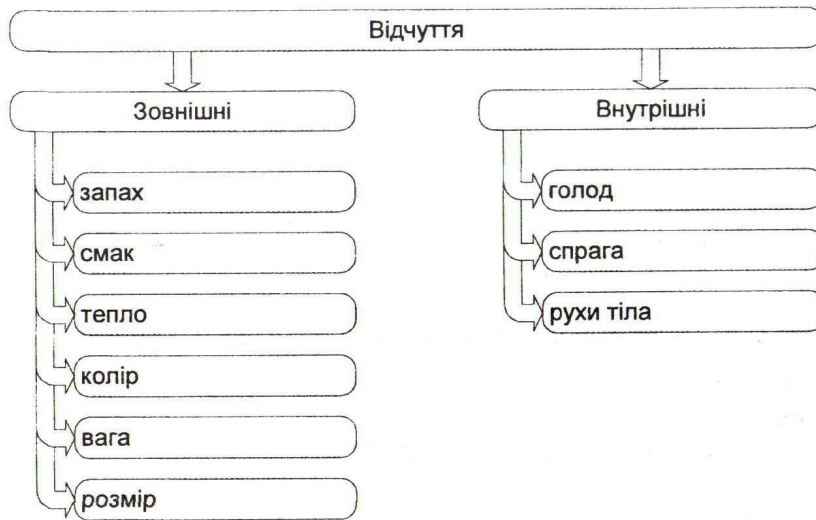 Відчуття
Зовнішні
запах
смак
тепло
колір
вага
розмір
Внутрішні
голод
спрага
рухи тіла